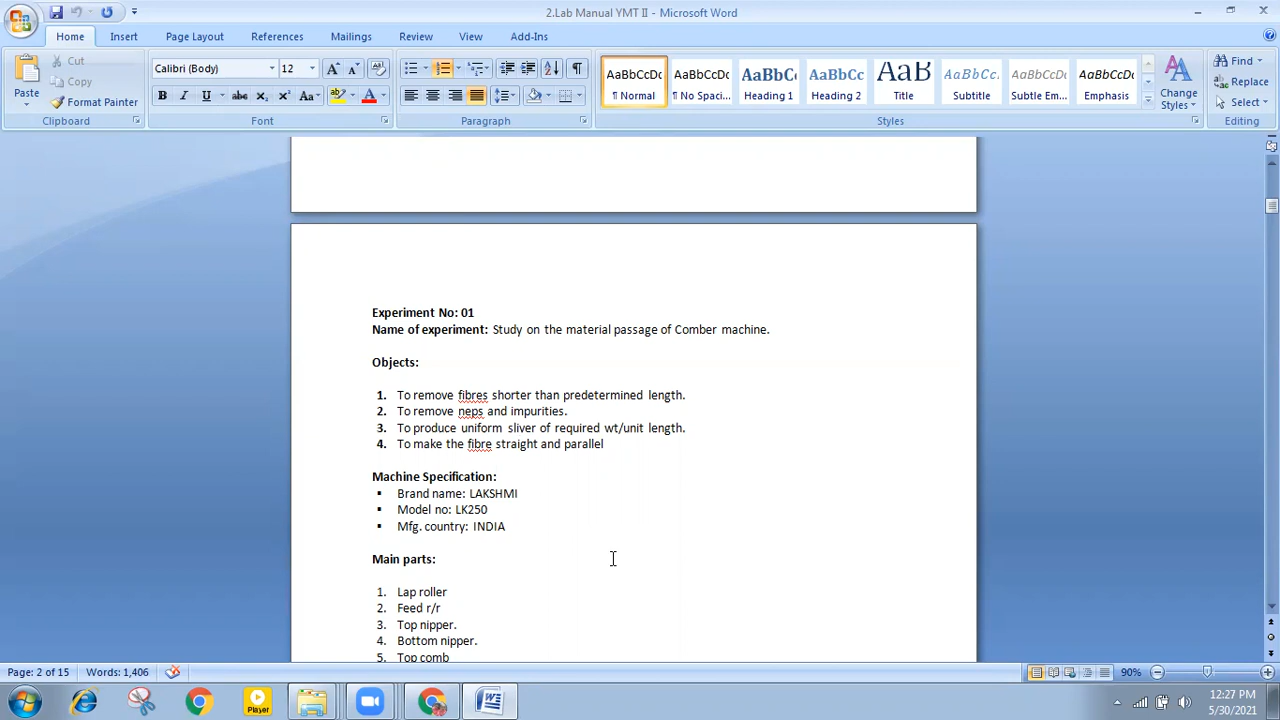 2.Lab Manual YMT II - Microsoft Word
Home Insert Page Layout References Mailings Review View Add-Ins
Paste
Cut
Copy
Format Painter
Clipboard
Calibri (Body) 12
B I U abc X₂ X² Aa A
Font
Paragraph
AaBbCcDc AaBbCcDc AaBbCc AaBbCc AaB AaBbCc. AaBbCcDc AaBbCcDc
¶ Normal ¶ No Spaci... Heading 1 Heading 2 Title Subtitle Subtle Em... Emphasis
Change Styles
Styles
Find
Replace
Select
Editing
Experiment No: 01
Name of experiment: Study on the material passage of Comber machine.
Objects:
1. To remove fibres shorter than predetermined length.
2. To remove neps and impurities.
3. To produce uniform sliver of required wt/unit length.
4. To make the fibre straight and parallel
Machine Specification:
▪ Brand name: LAKSHMI
▪ Model no: LK250
▪ Mfg. country: INDIA
Main parts:
1. Lap roller
2. Feed r/r
3. Top nipper.
4. Bottom nipper.
5. Top comb
Page: 2 of 15 Words: 1,406 90%
Player
12:27 PM
5/30/2021